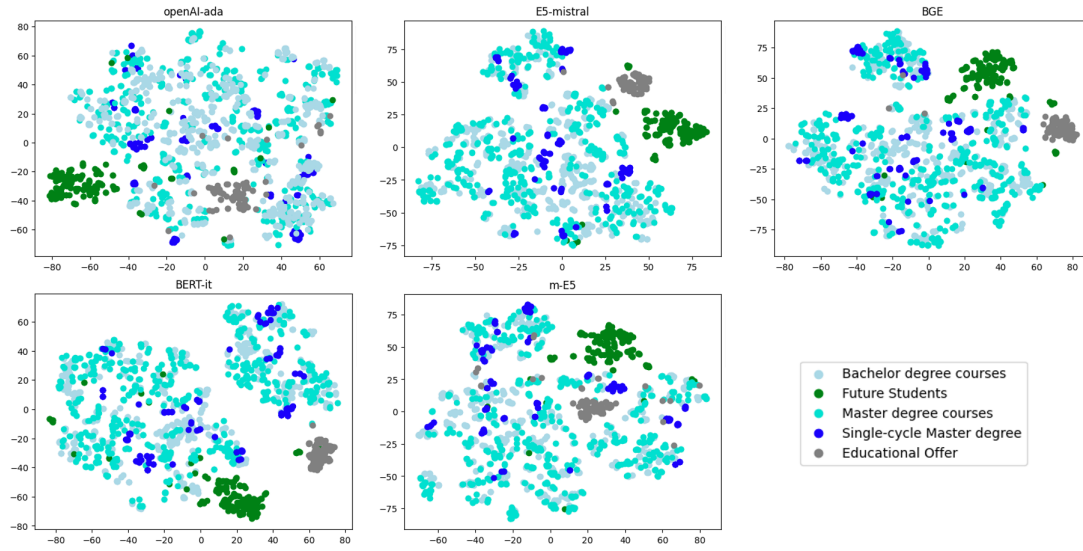 openAI-ada
80
60
40
20
0
−20
−40
−60
−80 −60 −40 −20 0 20 40 60
E5-mistral
75
50
25
0
−25
−50
−75
−75 −50 −25 0 25 50 75
BGE
75
50
25
0
−25
−50
−75
−80 −60 −40 −20 0 20 40 60 80
BERT-it
60
40
20
0
−20
−40
−60
−80
−80 −60 −40 −20 0 20 40 60 80
m-E5
75
50
25
0
−25
−50
−75
−80 −60 −40 −20 0 20 40 60 80
Bachelor degree courses
Future Students
Master degree courses
Single-cycle Master degree
Educational Offer